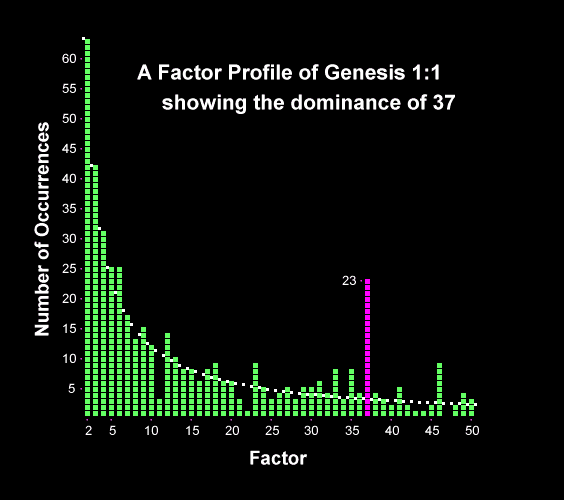 A Factor Profile of Genesis 1:1
showing the dominance of 37
Number of Occurrences
60
55
50
45
40
35
30
25
20
15
10
5
23
2 5 10 15 20 25 30 35 40 45 50
Factor